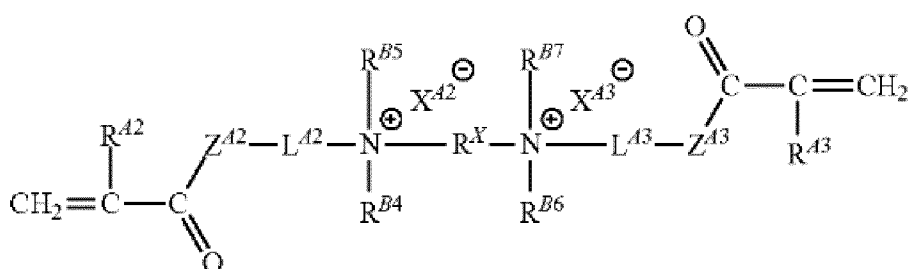 O R^{B5} R^{B7}
X^{A2}⊖ X^{A3}⊖ C C CH₂
R^{A2} Z^{A2} L^{A2} N⊕ R^X N⊕ L^{A3} Z^{A3} R^{A3}
CH₂ C C R^{B4} R^{B6}
O